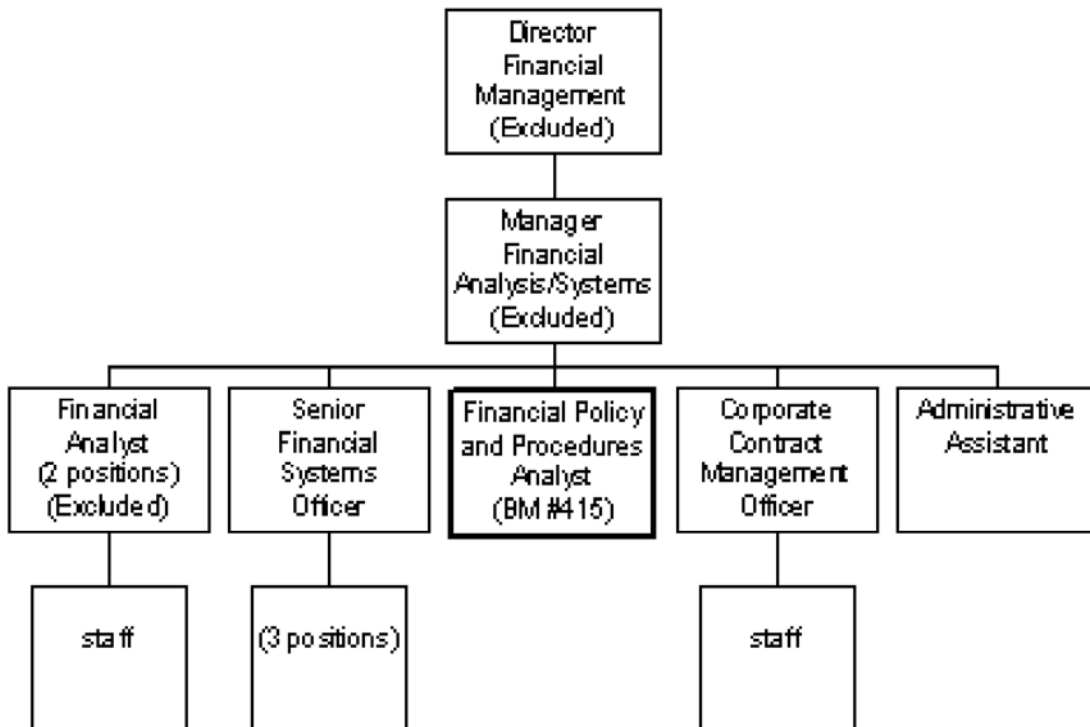 Director
Financial
Management
(Excluded)
Manager
Financial
Analysis/Systems
(Excluded)
Financial
Analyst
(2 positions)
(Excluded)
Senior
Financial
Systems
Officer
Financial Policy
and Procedures
Analyst
(BM #415)
Corporate
Contract
Management
Officer
Administrative
Assistant
staff
(3 positions)
staff